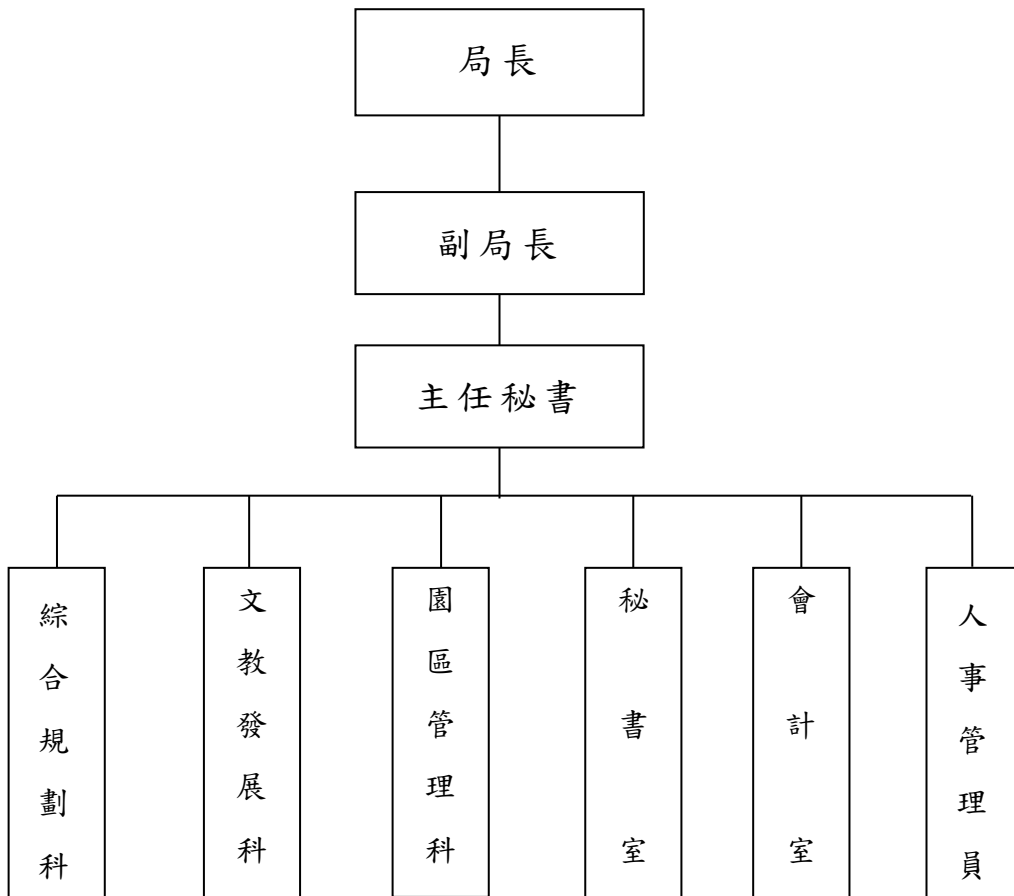 局長
副局長
主任秘書
綜合規劃科
文教發展科
園區管理科
秘書室
會計室
人事管理員